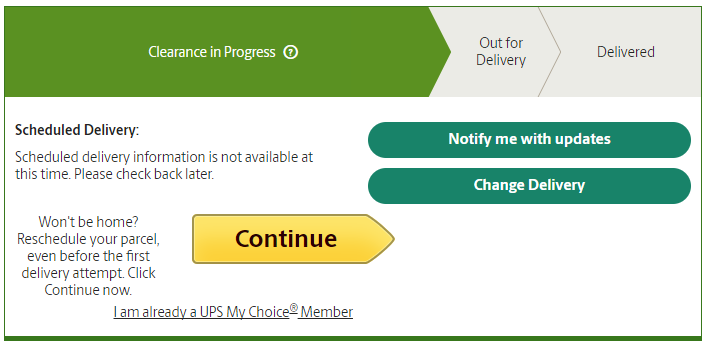 Clearance in Progress ?
Out for
Delivery
Delivered
Scheduled Delivery:
Scheduled delivery information is not available at
this time. Please check back later.
Notify me with updates
Change Delivery
Won't be home?
Reschedule your parcel,
even before the first
delivery attempt. Click
Continue now.
Continue
I am already a UPS My Choice® Member